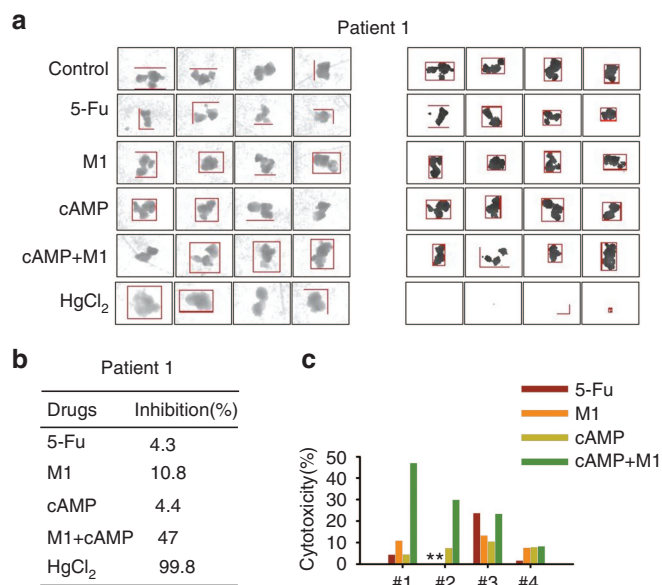 a
Patient 1
Control
5-Fu
M1
cAMP
cAMP+M1
HgCl₂
b
Patient 1
Drugs Inhibition(%)
5-Fu 4.3
M1 10.8
cAMP 4.4
M1+cAMP 47
HgCl₂ 99.8
c
5-Fu
M1
cAMP
cAMP+M1
Cytotoxicity(%)
50
40
30
20
10
0
**
#1 #2 #3 #4